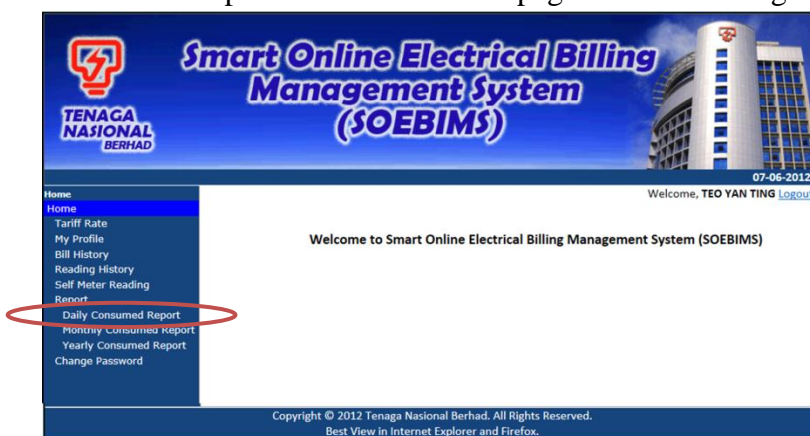 TENAGA
NASIONAL
BERHAD
Smart Online Electrical Billing
Management System
(SOEBIMS)
07-06-2012
Home
Welcome, TEO YAN TING Logout
Home
Tariff Rate
My Profile
Bill History
Reading History
Self Meter Reading
Report
Daily Consumed Report
Monthly Consumed Report
Yearly Consumed Report
Change Password
Welcome to Smart Online Electrical Billing Management System (SOEBIMS)
Copyright © 2012 Tenaga Nasional Berhad. All Rights Reserved.
Best View in Internet Explorer and Firefox.